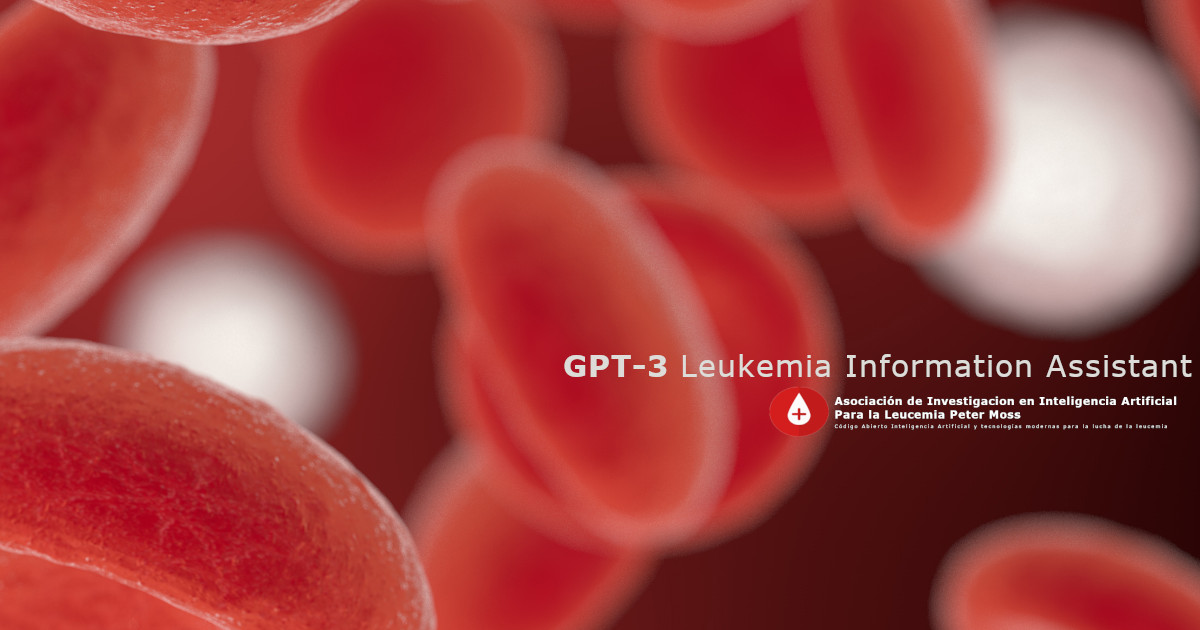 GPT-3 Leukemia Information Assistant
Asociación de Investigacion en Inteligencia Artificial
Para la Leucemia Peter Moss
Código Abierto Inteligencia Artificial y tecnologías modernas para la lucha de la leucemia